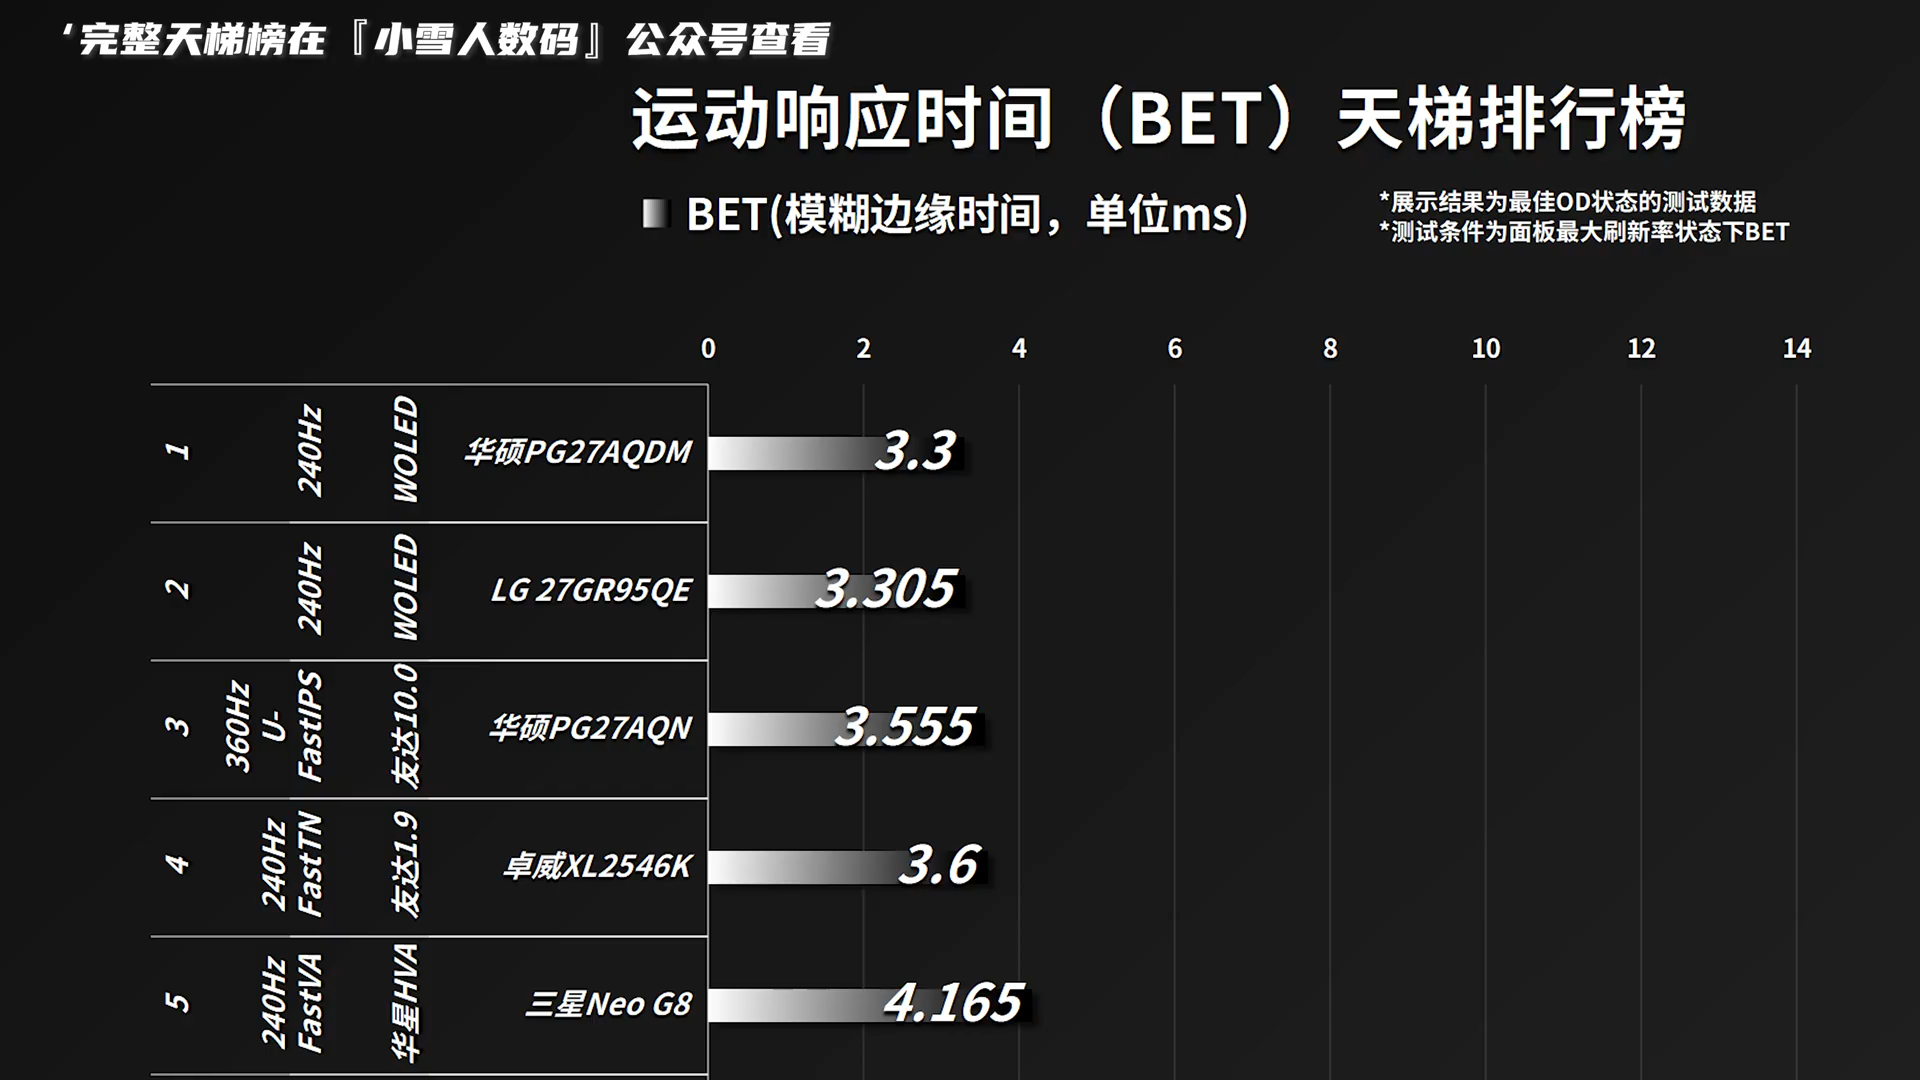 ‘完整天梯榜在『小雪人数码』公众号查看
运动响应时间（BET）天梯排行榜
BET(模糊边缘时间，单位ms)
*展示结果为最佳OD状态的测试数据
*测试条件为面板最大刷新率状态下BET
0 2 4 6 8 10 12 14
1 240Hz WOLED 华硕PG27AQDM 3.3
2 240Hz WOLED LG 27GR95QE 3.305
3 360Hz U-FastIPS 友达10.0 华硕PG27AQN 3.555
4 240Hz FastTN 友达1.9 卓威XL2546K 3.6
5 240Hz FastVA 华星HVA 三星Neo G8 4.165